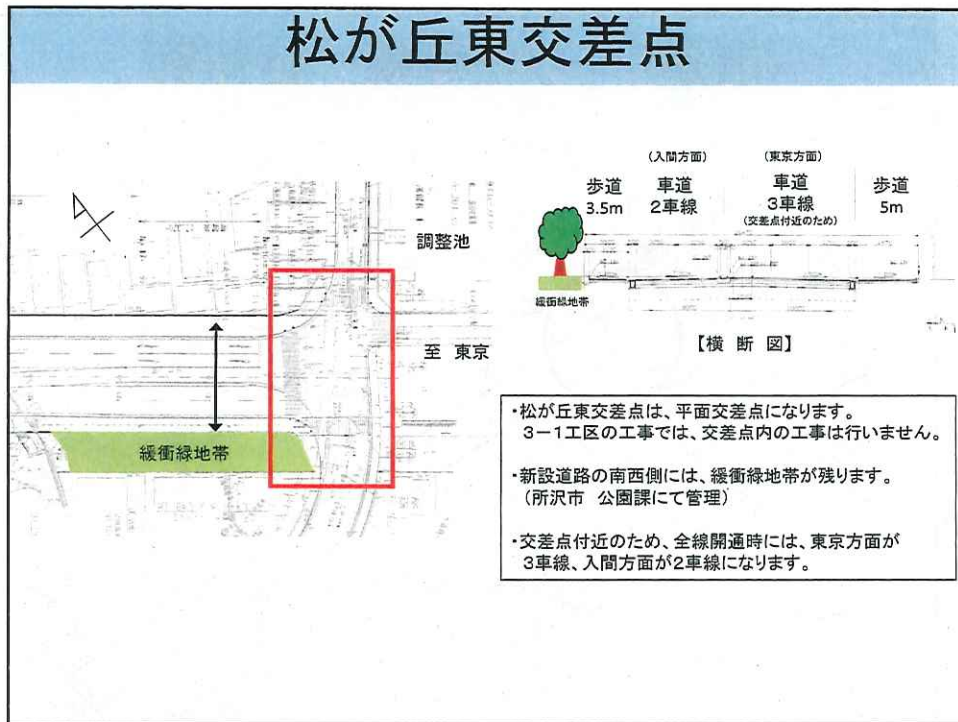 松が丘東交差点
調整池
至 東京
緩衝緑地帯
(入間方面)
(東京方面)
歩道
3.5m
車道
2車線
車道
3車線
(交差点付近のため)
歩道
5m
緩衝緑地帯
【横 断 図】
・松が丘東交差点は、平面交差点になります。
3－1工区の工事では、交差点内の工事は行いません。
・新設道路の南西側には、緩衝緑地帯が残ります。
(所沢市 公園課にて管理)
・交差点付近のため、全線開通時には、東京方面が
3車線、入間方面が2車線になります。